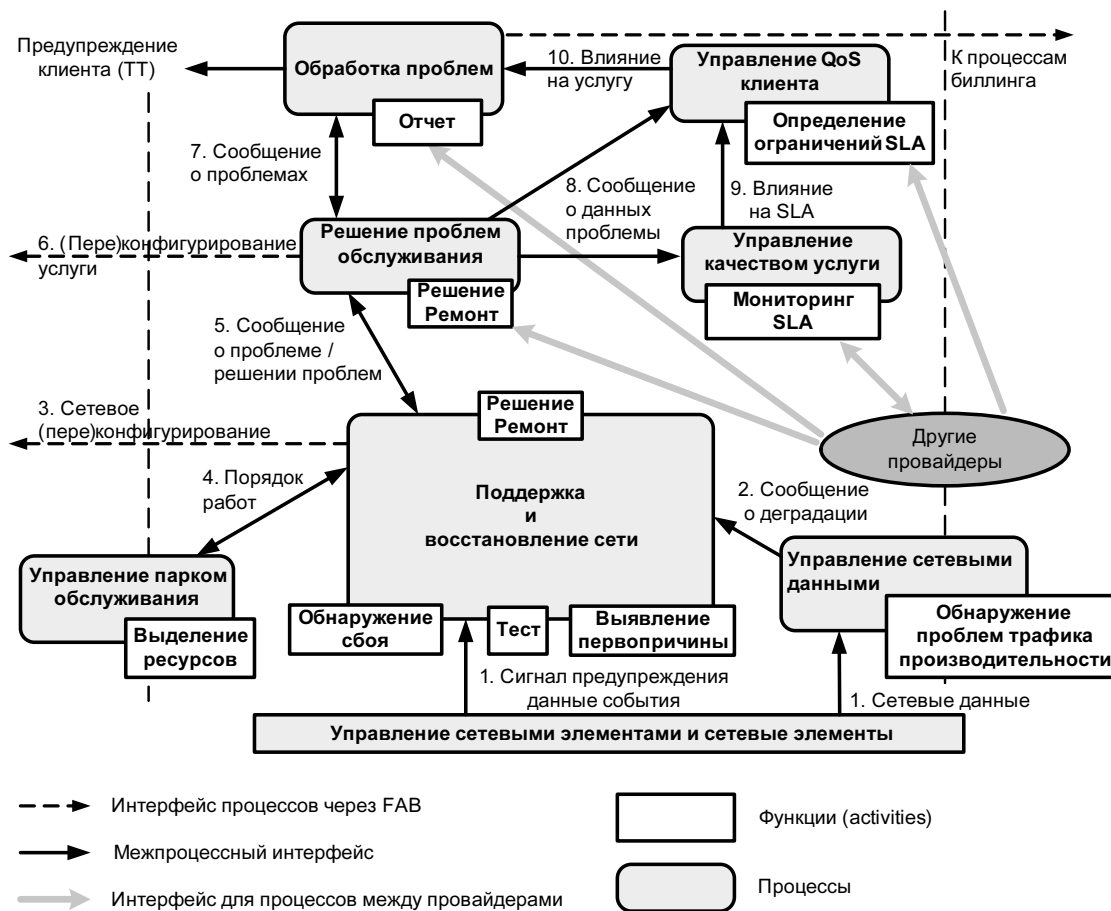 Предупреждение
клиента (ТТ)
Обработка проблем
Отчет
10. Влияние
на услугу
Управление QoS
клиента
Определение
ограничений SLA
К процессам
биллинга
7. Сообщение
о проблемах
8. Сообщение
о данных
проблемы
9. Влияние
на SLA
6. (Пере)конфигурирование
услуги
Решение проблем
обслуживания
Решение
Ремонт
Управление
качеством услуги
Мониторинг
SLA
5. Сообщение
о проблеме /
решении проблем
3. Сетевое
(пере)конфигурирование
Решение
Ремонт
Другие
провайдеры
4. Порядок
работ
Поддержка
и
восстановление сети
2. Сообщение
о деградации
Управление парком
обслуживания
Выделение
ресурсов
Обнаружение
сбоя
Тест
Выявление
первопричины
Управление сетевыми
данными
Обнаружение
проблем трафика
производительности
1. Сигнал предупреждения
данные события
1. Сетевые данные
Управление сетевыми элементами и сетевые элементы
Интерфейс процессов через FAB
Межпроцессный интерфейс
Интерфейс для процессов между провайдерами
Функции (activities)
Процессы